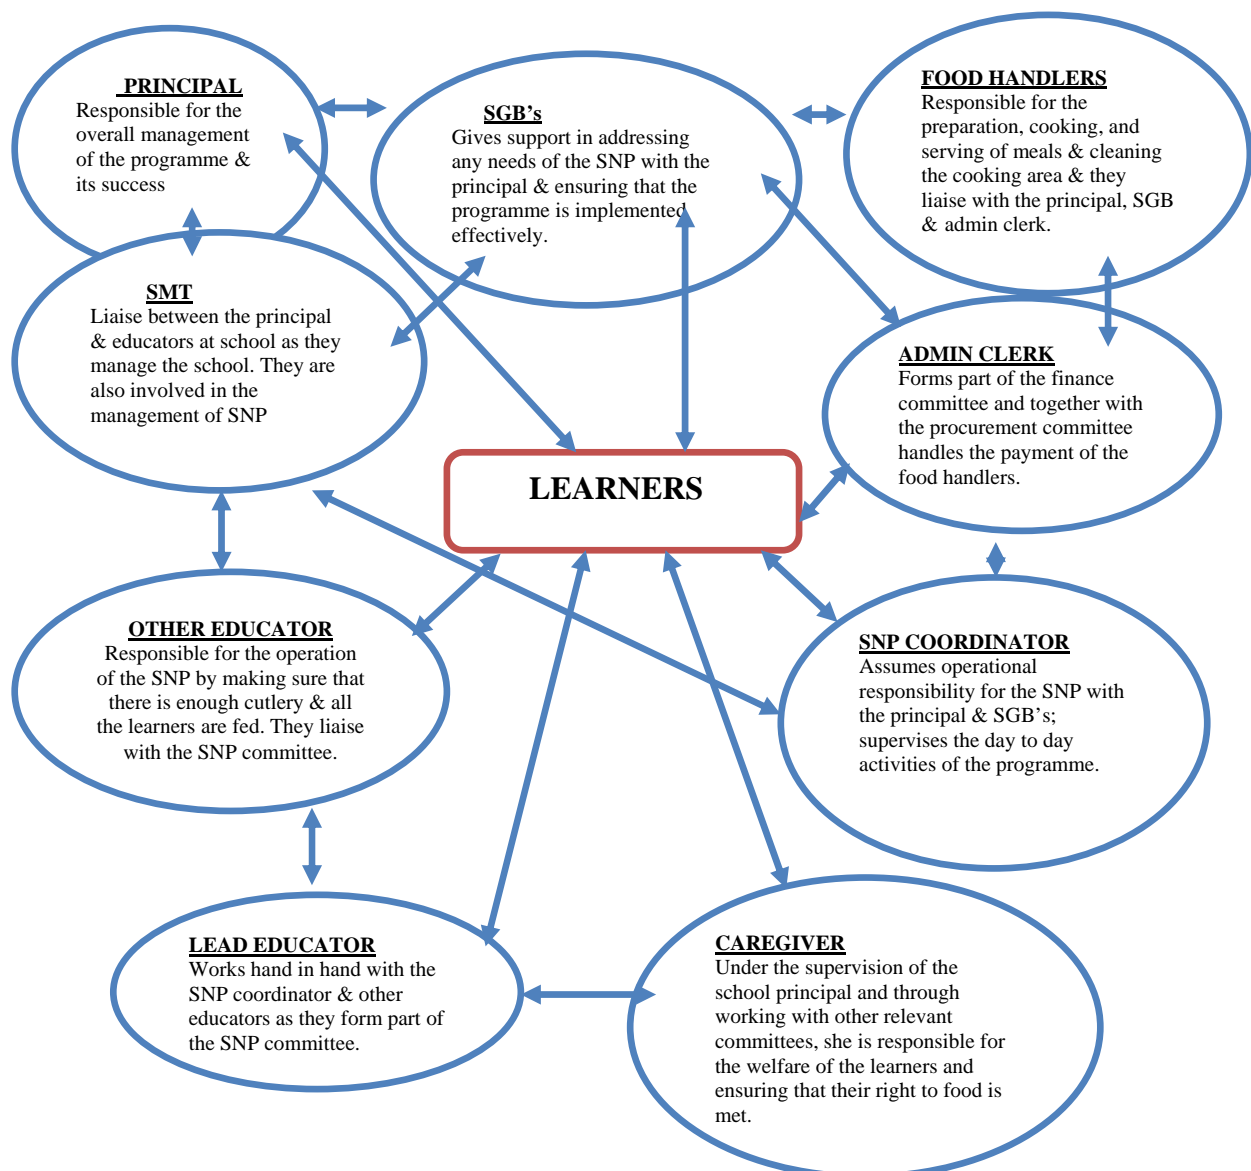 PRINCIPAL
Responsible for the
overall management
of the programme &
its success
SGB's
Gives support in addressing
any needs of the SNP with the
principal & ensuring that the
programme is implemented
effectively.
FOOD HANDLERS
Responsible for the
preparation, cooking, and
serving of meals & cleaning
the cooking area & they
liaise with the principal, SGB
& admin clerk.
SMT
Liaise between the principal
& educators at school as they
manage the school. They are
also involved in the
management of SNP
ADMIN CLERK
Forms part of the finance
committee and together with
the procurement committee
handles the payment of the
food handlers.
LEARNERS
OTHER EDUCATOR
Responsible for the operation
of the SNP by making sure that
there is enough cutlery & all
the learners are fed. They liaise
with the SNP committee.
SNP COORDINATOR
Assumes operational
responsibility for the SNP with
the principal & SGB's;
supervises the day to day
activities of the programme.
LEAD EDUCATOR
Works hand in hand with the
SNP coordinator & other
educators as they form part of
the SNP committee.
CAREGIVER
Under the supervision of the
school principal and through
working with other relevant
committees, she is responsible for
the welfare of the learners and
ensuring that their right to food is
met.